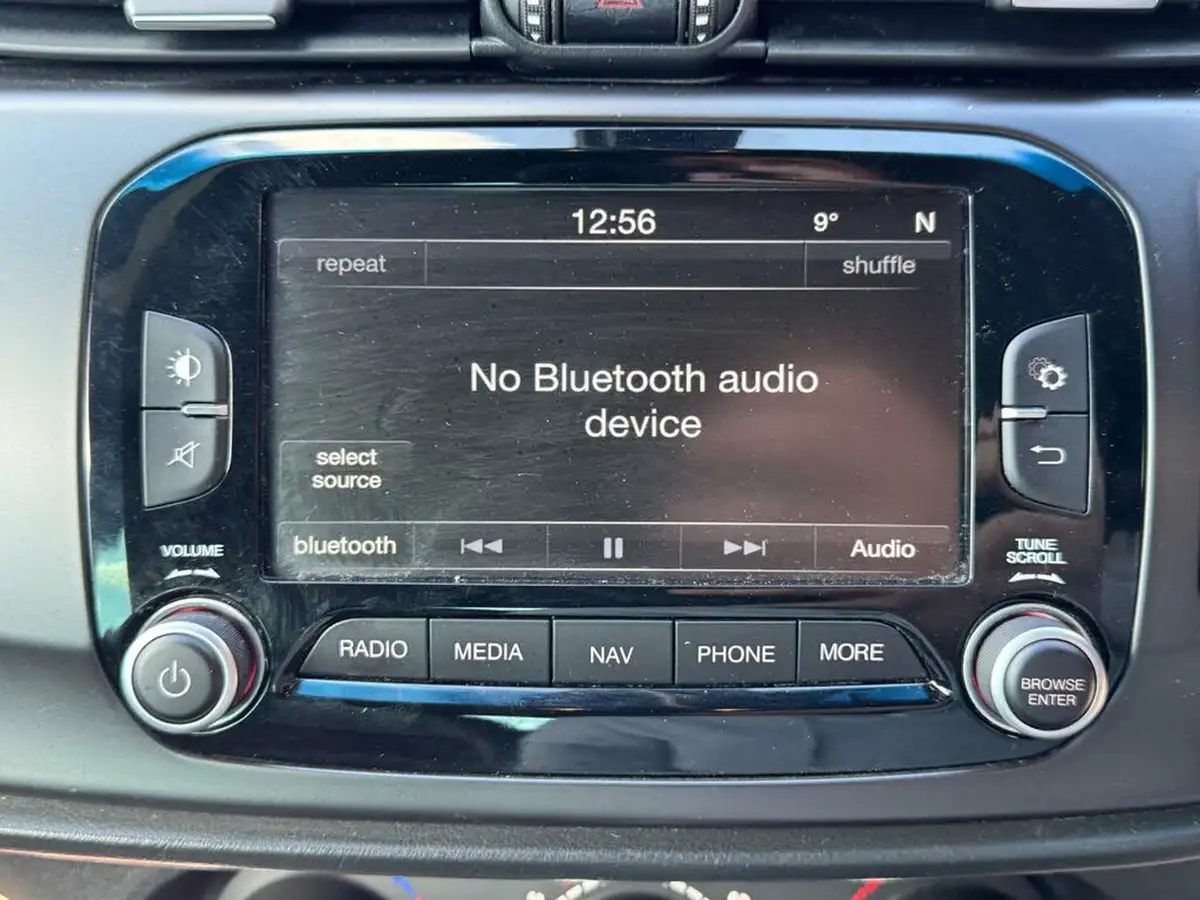 12:56 9° N
repeat shuffle
No Bluetooth audio
device
select
source
bluetooth Audio
VOLUME
TUNE
SCROLL
RADIO MEDIA NAV PHONE MORE
BROWSE
ENTER